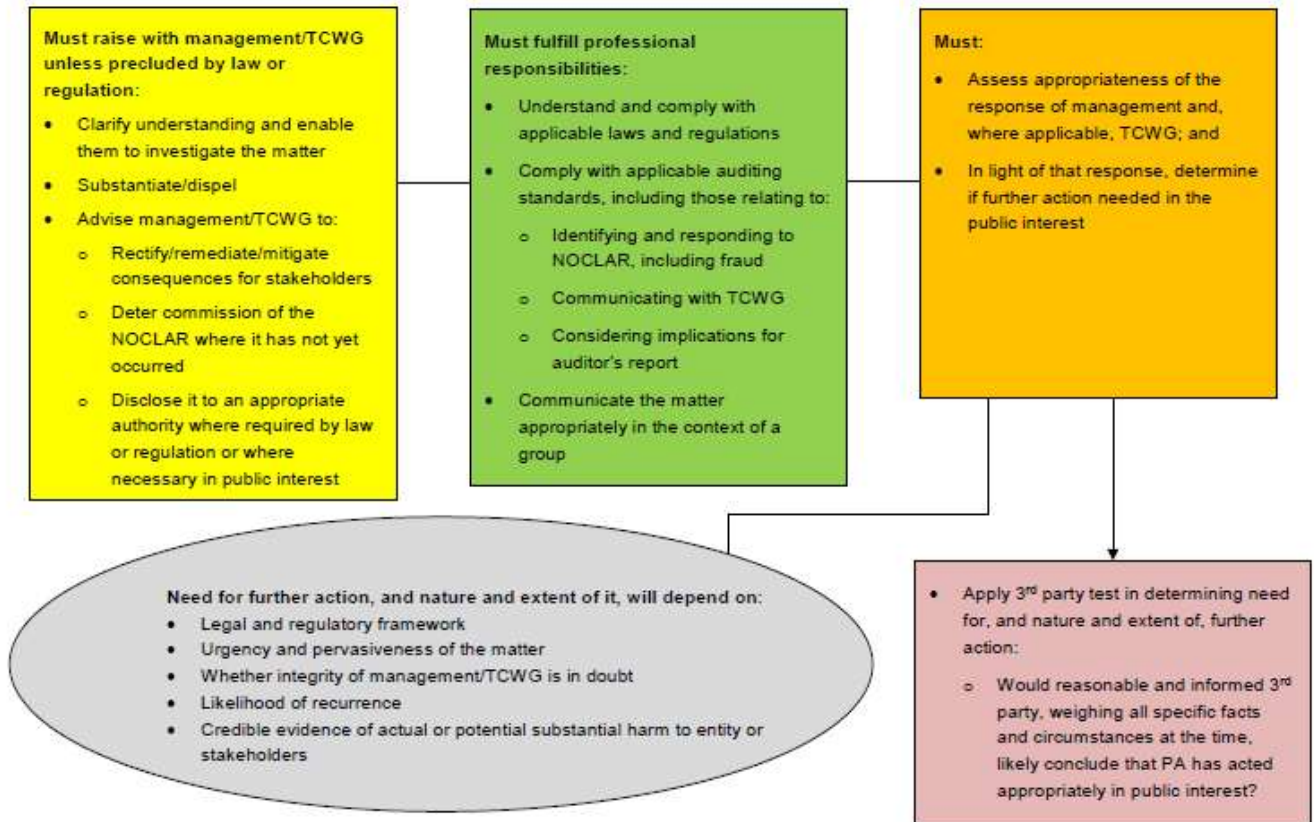 Must raise with management/TCWG
unless precluded by law or
regulation:
• Clarify understanding and enable
them to investigate the matter
• Substantiate/dispel
• Advise management/TCWG to:
o Rectify/remediate/mitigate
consequences for stakeholders
o Deter commission of the
NOCLAR where it has not yet
occurred
o Disclose it to an appropriate
authority where required by law
or regulation or where
necessary in public interest
Must fulfill professional
responsibilities:
• Understand and comply with
applicable laws and regulations
• Comply with applicable auditing
standards, including those relating to:
o Identifying and responding to
NOCLAR, including fraud
o Communicating with TCWG
o Considering implications for
auditor's report
• Communicate the matter
appropriately in the context of a
group
Must:
• Assess appropriateness of the
response of management and,
where applicable, TCWG; and
• In light of that response, determine
if further action needed in the
public interest
Need for further action, and nature and extent of it, will depend on:
• Legal and regulatory framework
• Urgency and pervasiveness of the matter
• Whether integrity of management/TCWG is in doubt
• Likelihood of recurrence
• Credible evidence of actual or potential substantial harm to entity or
stakeholders
• Apply 3rd party test in determining need
for, and nature and extent of, further
action:
o Would reasonable and informed 3rd
party, weighing all specific facts
and circumstances at the time,
likely conclude that PA has acted
appropriately in public interest?